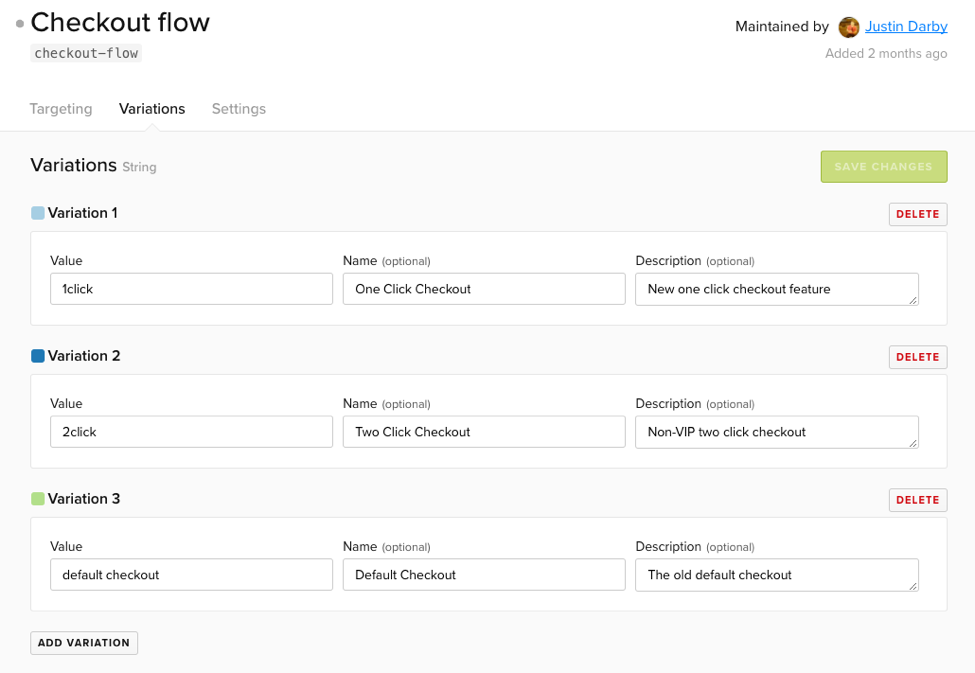 Checkout flow
Maintained by Justin Darby
checkout-flow
Added 2 months ago
Targeting Variations Settings
Variations String
SAVE CHANGES
Variation 1
DELETE
Value Name (optional) Description (optional)
1click One Click Checkout New one click checkout feature
Variation 2
DELETE
Value Name (optional) Description (optional)
2click Two Click Checkout Non-VIP two click checkout
Variation 3
DELETE
Value Name (optional) Description (optional)
default checkout Default Checkout The old default checkout
ADD VARIATION